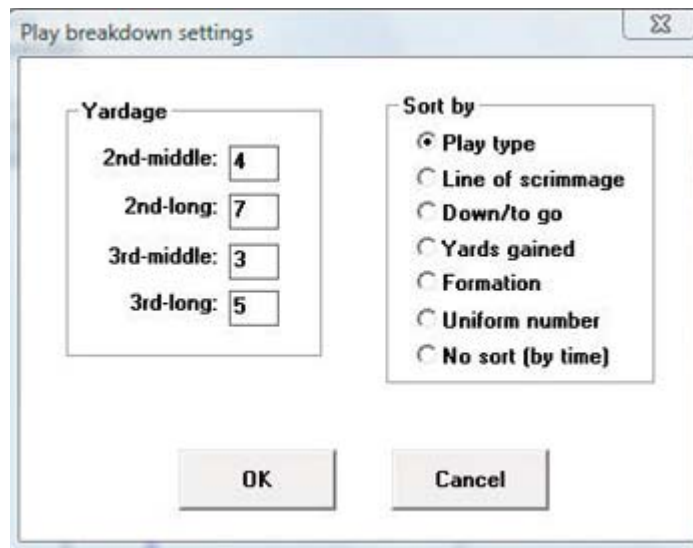 Play breakdown settings
Yardage
2nd-middle: 4
2nd-long: 7
3rd-middle: 3
3rd-long: 5
Sort by
Play type
Line of scrimmage
Down/to go
Yards gained
Formation
Uniform number
No sort (by time)
OK
Cancel